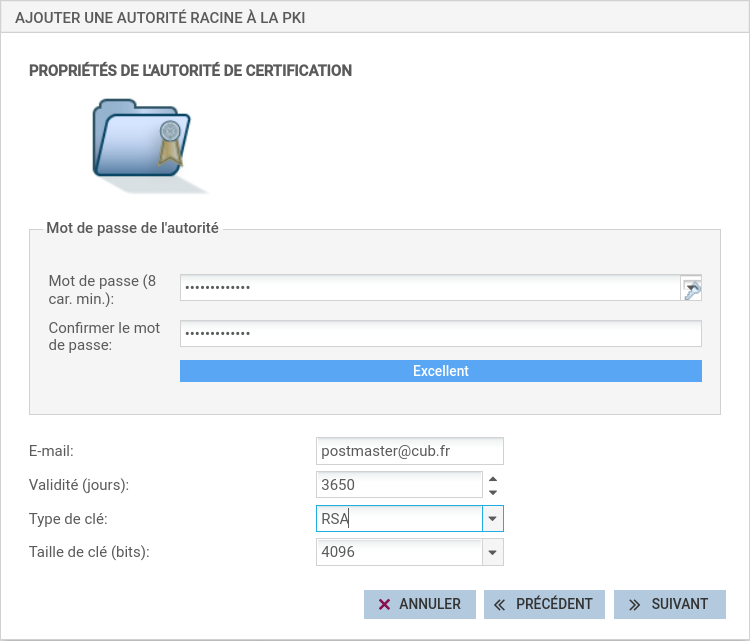 AJOUTER UNE AUTORITÉ RACINE À LA PKI
PROPRIÉTÉS DE L'AUTORITÉ DE CERTIFICATION
Mot de passe de l'autorité
Mot de passe (8
car. min.):
•••••••••••••
Confirmer le mot
de passe:
•••••••••••••
Excellent
E-mail:
postmaster@cub.fr
Validité (jours):
3650
Type de clé:
RSA
Taille de clé (bits):
4096
ANNULER
PRÉCÉDENT
SUIVANT